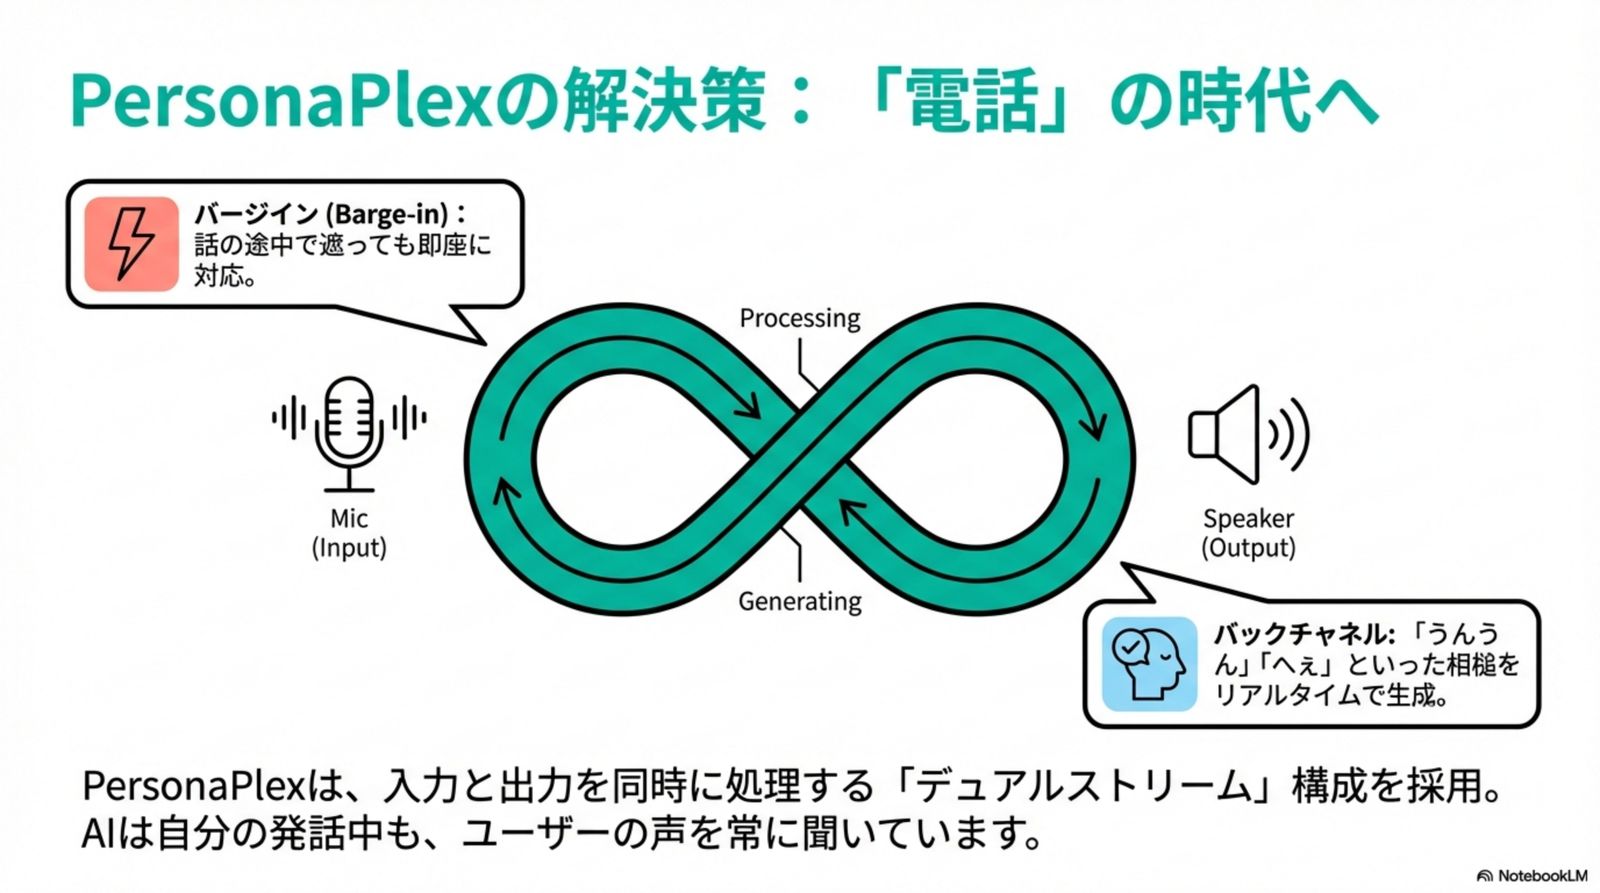 PersonaPlexの解決策：「電話」の時代へ
バージイン (Barge-in)：
話の途中で遮っても即座に
対応。
Processing
Mic
(Input)
Speaker
(Output)
Generating
バックチャネル: 「うんう
ん」「へぇ」といった相槌を
リアルタイムで生成。
PersonaPlexは、入力と出力を同時に処理する「デュアルストリーム」構成を採用。
AIは自分の発話中も、ユーザーの声を常に聞いています。
NotebookLM